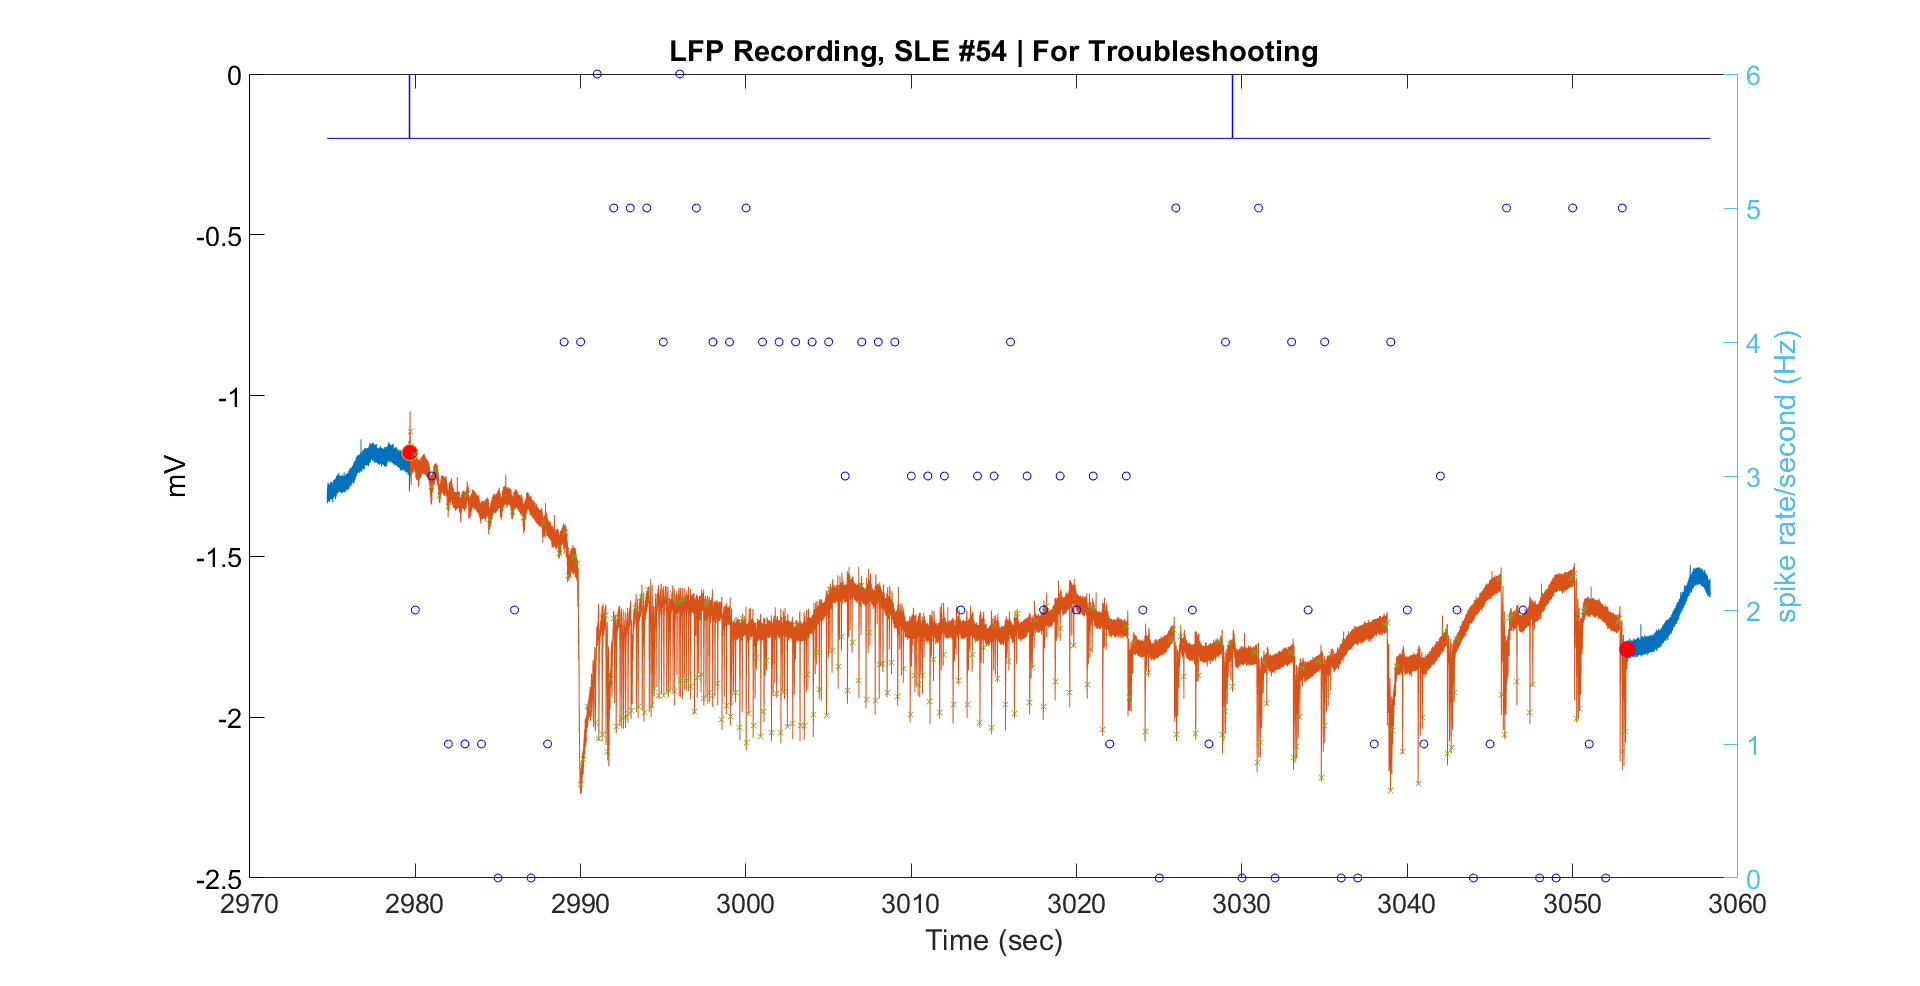 LFP Recording, SLE #54 | For Troubleshooting
0
-0.5
-1
-1.5
-2
-2.5
mV
6
5
4
3
2
1
0
spike rate/second (Hz)
2970 2980 2990 3000 3010 3020 3030 3040 3050 3060
Time (sec)